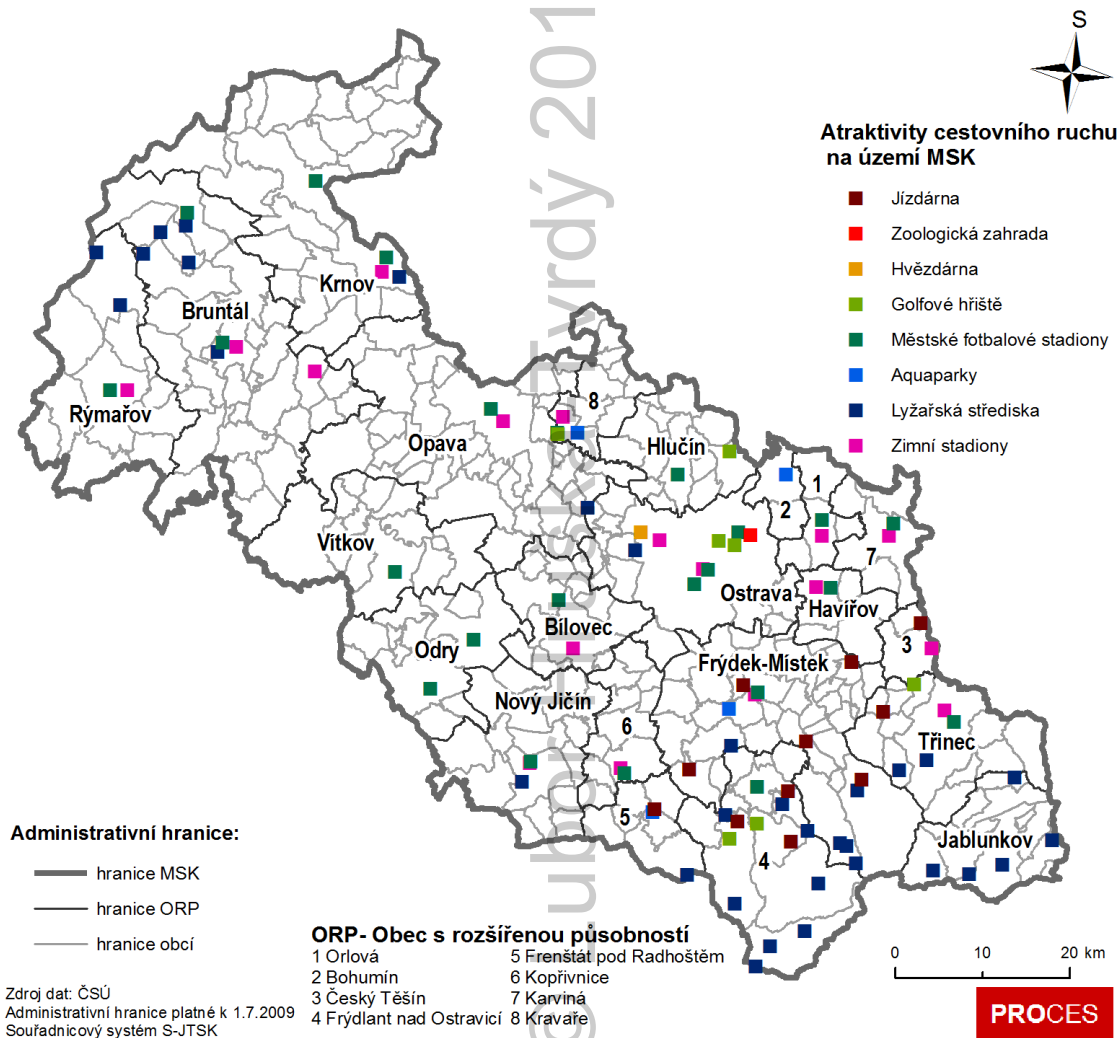 S
Atraktivity cestovního ruchu
na území MSK
Jízdárna
Zoologická zahrada
Hvězdárna
Golfové hřiště
Městské fotbalové stadiony
Aquaparky
Lyžařská střediska
Zimní stadiony
Krnov
Bruntál
Rýmařov
Opava
8
Hlučín
1
2
Vítkov
7
Ostrava
Havířov
Bílovec
3
Odry
Frýdek-Místek
Nový Jičín
6
Třinec
5
4
Jablunkov
Administrativní hranice:
hranice MSK
hranice ORP
hranice obcí
ORP- Obec s rozšířenou působností
1 Orlová
2 Bohumín
3 Český Těšín
4 Frýdlant nad Ostravicí
5 Frenštát pod Radhoštěm
6 Kopřivnice
7 Karviná
8 Kravaře
0 10 20 km
Zdroj dat: ČSÚ
Administrativní hranice platné k 1.7.2009
Souřadnicový systém S-JTSK
PROCES